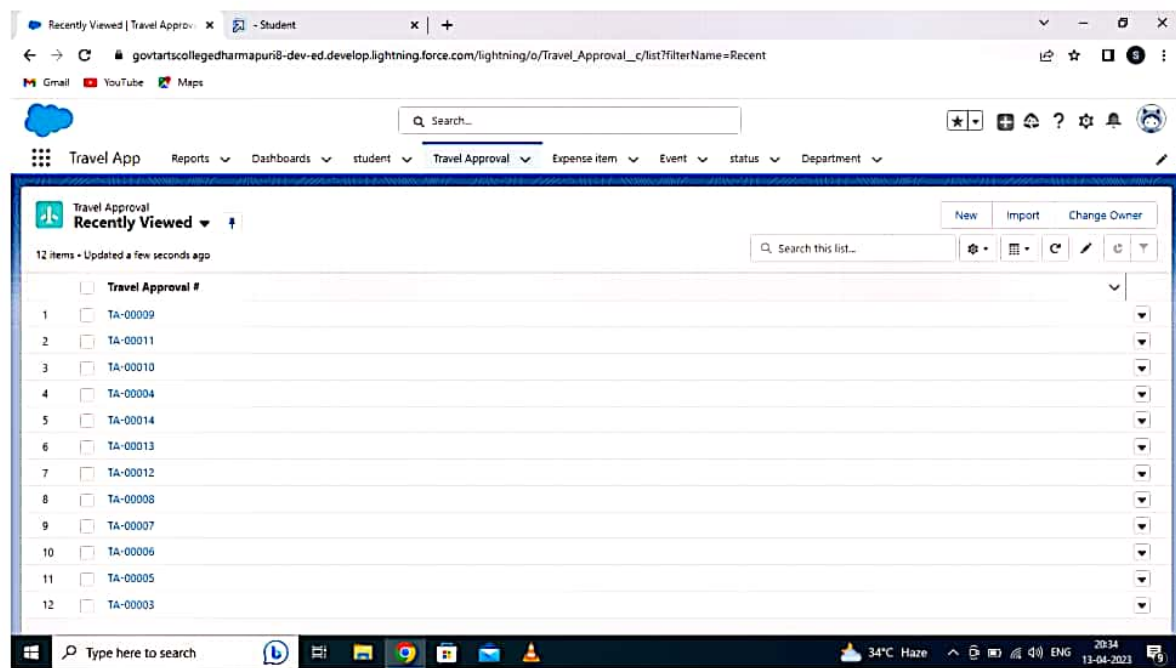 Recently Viewed | Travel Approv
- Student
govtartscollegedharmapuri8-dev-ed.develop.lightning.force.com/lightning/o/Travel_Approval__c/list?filterName=Recent
S
Gmail YouTube Maps
Search...
Travel App Reports Dashboards student Travel Approval Expense item Event status Department
Travel Approval
Recently Viewed
New Import Change Owner
12 items • Updated a few seconds ago
Search this list...
Travel Approval #
1 TA-00009
2 TA-00011
3 TA-00010
4 TA-00004
5 TA-00014
6 TA-00013
7 TA-00012
8 TA-00008
9 TA-00007
10 TA-00006
11 TA-00005
12 TA-00003
Type here to search
34°C Haze ENG
20:34
13-04-2023